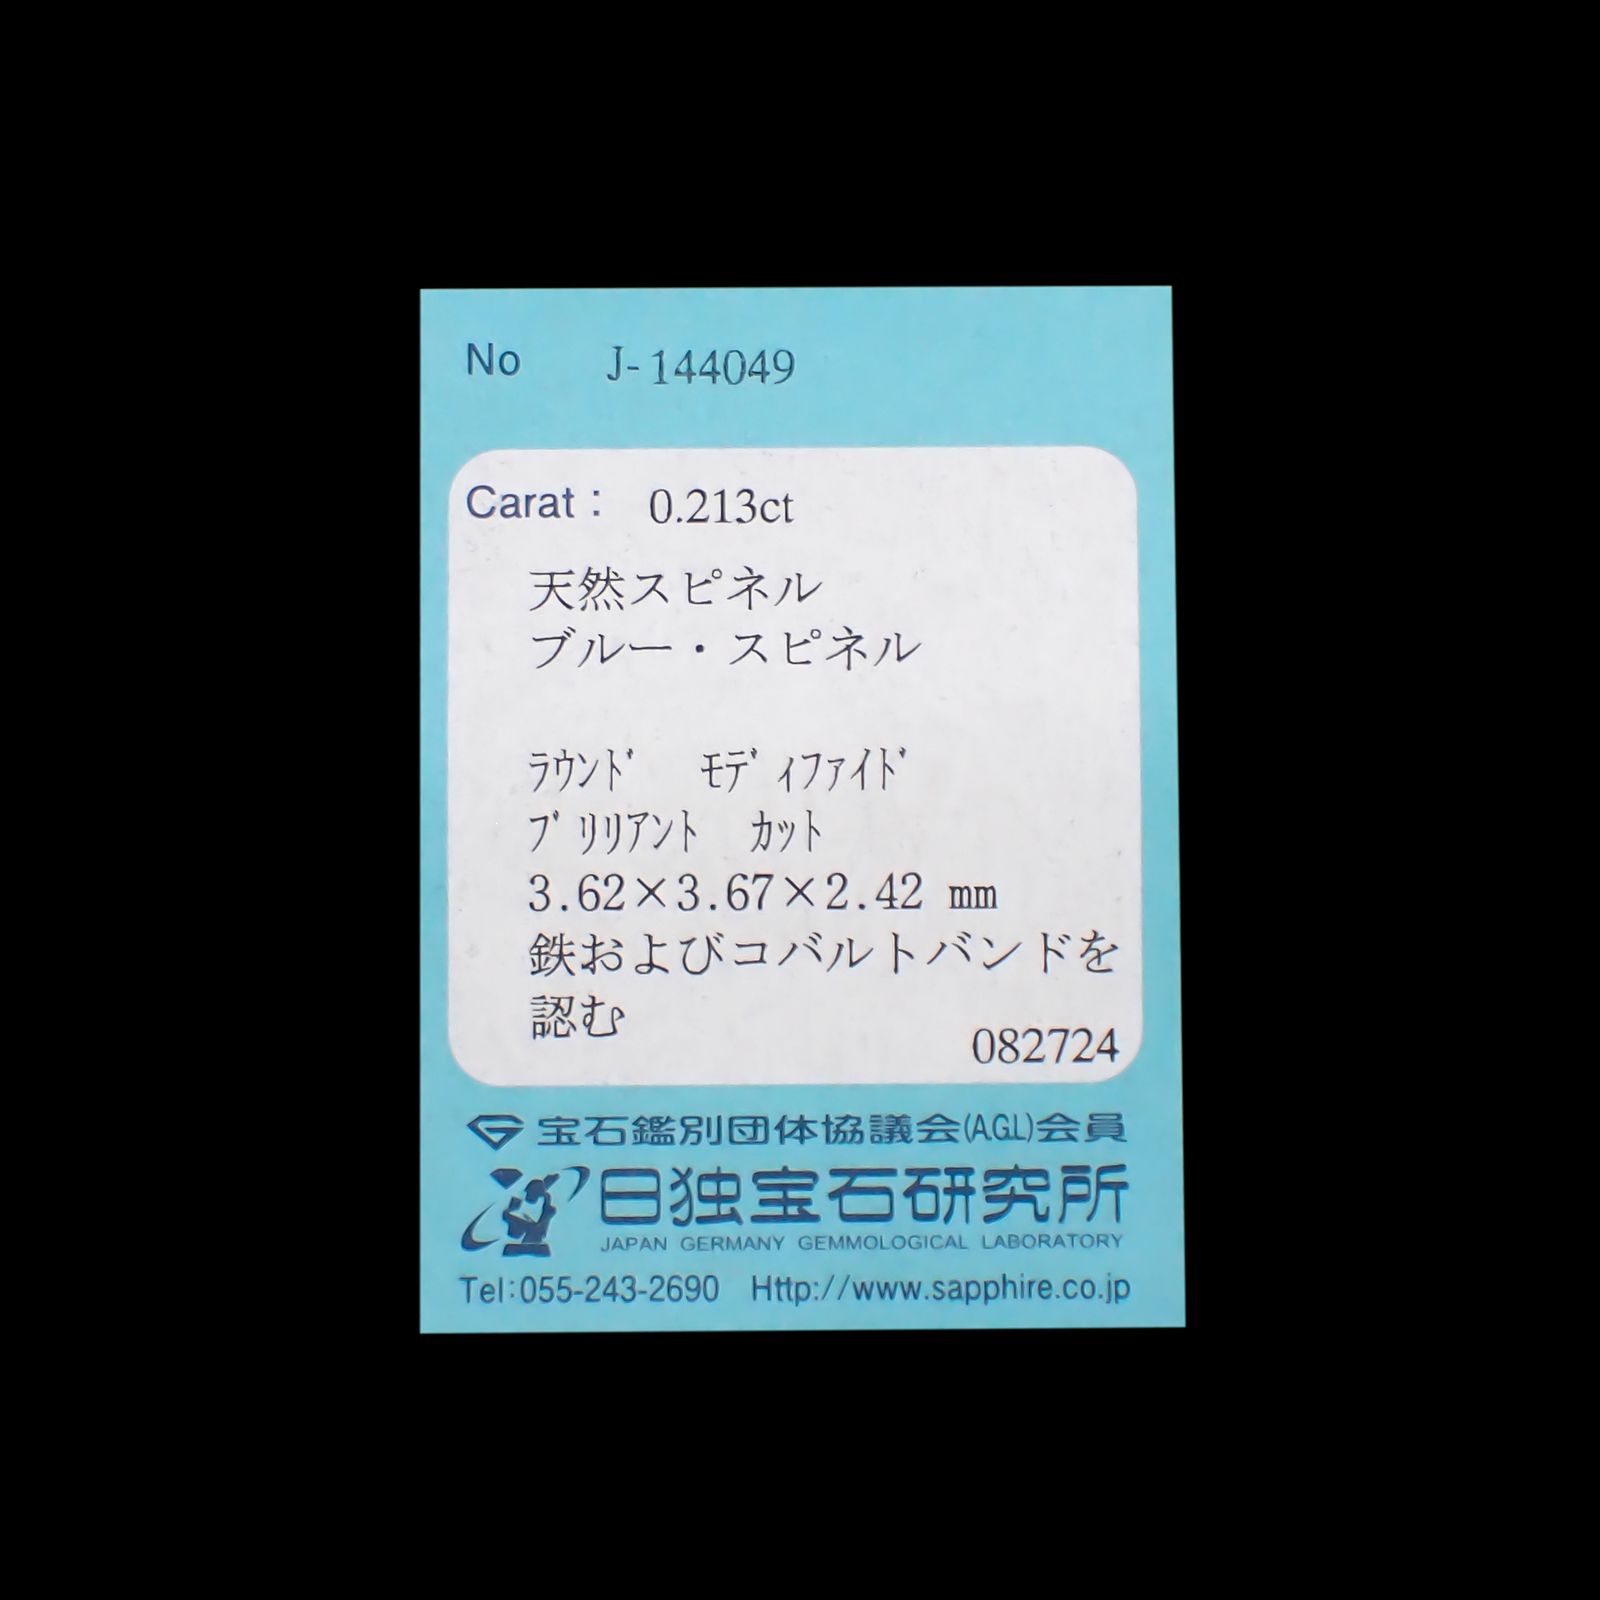 No J-144049
Carat: 0.213ct
天然スピネル
ブルー・スピネル
ﾗｳﾝﾄﾞ ﾓﾃﾞｨﾌｧｲﾄﾞ
ﾌﾞﾘﾘｱﾝﾄ ｶｯﾄ
3.62×3.67×2.42 mm
鉄およびコバルトバンドを
認む
082724
宝石鑑別団体協議会(AGL)会員
日独宝石研究所
JAPAN GERMANY GEMMOLOGICAL LABORATORY
Tel:055-243-2690 Http://www.sapphire.co.jp